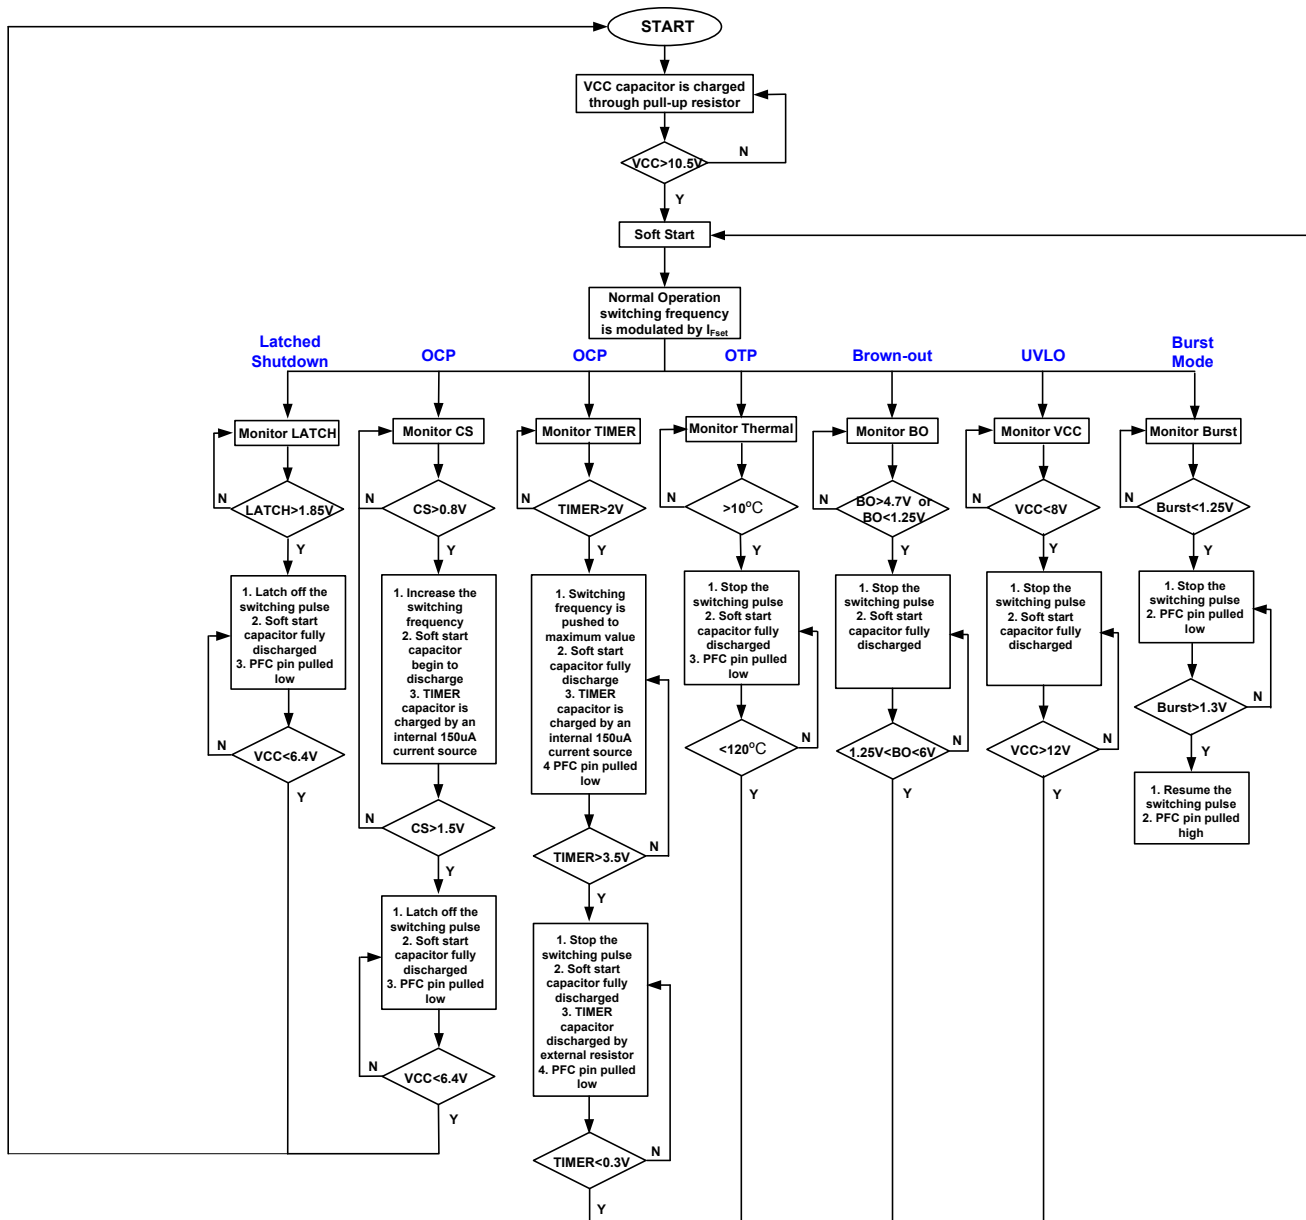 START
VCC capacitor is charged
through pull-up resistor
VCC>10.5V
N
Y
Soft Start
Normal Operation
switching frequency
is modulated by IFset
Latched
Shutdown
OCP
OCP
OTP
Brown-out
UVLO
Burst
Mode
Monitor LATCH
LATCH>1.85V
N
Y
1. Latch off the
switching pulse
2. Soft start
capacitor fully
discharged
3. PFC pin pulled
low
VCC<6.4V
N
Y
Monitor CS
CS>0.8V
N
Y
1. Increase the
switching
frequency
2. Soft start
capacitor
begin to
discharge
3. TIMER
capacitor is
charged by an
internal 150uA
current source
CS>1.5V
N
Y
1. Latch off the
switching pulse
2. Soft start
capacitor fully
discharged
3. PFC pin pulled
low
VCC<6.4V
N
Y
Monitor TIMER
TIMER>2V
N
Y
1. Switching
frequency is
pushed to
maximum value
2. Soft start
capacitor fully
discharge
3. TIMER
capacitor is
charged by an
internal 150uA
current source
4 PFC pin pulled
low
TIMER>3.5V
N
Y
1. Stop the
switching pulse
2. Soft start
capacitor fully
discharged
3. TIMER
capacitor
discharged by
external resistor
4. PFC pin pulled
low
TIMER<0.3V
N
Y
Monitor Thermal
>10°C
N
Y
1. Stop the
switching pulse
2. Soft start
capacitor fully
discharged
3. PFC pin pulled
low
<120°C
N
Y
Monitor BO
BO>4.7V or
BO<1.25V
N
Y
1. Stop the
switching pulse
2. Soft start
capacitor fully
discharged
1.25V<BO<6V
N
Y
Monitor VCC
VCC<8V
N
Y
1. Stop the
switching pulse
2. Soft start
capacitor fully
discharged
VCC>12V
N
Y
Monitor Burst
Burst<1.25V
N
Y
1. Stop the
switching pulse
2. PFC pin pulled
low
Burst>1.3V
N
Y
1. Resume the
switching pulse
2. PFC pin pulled
high